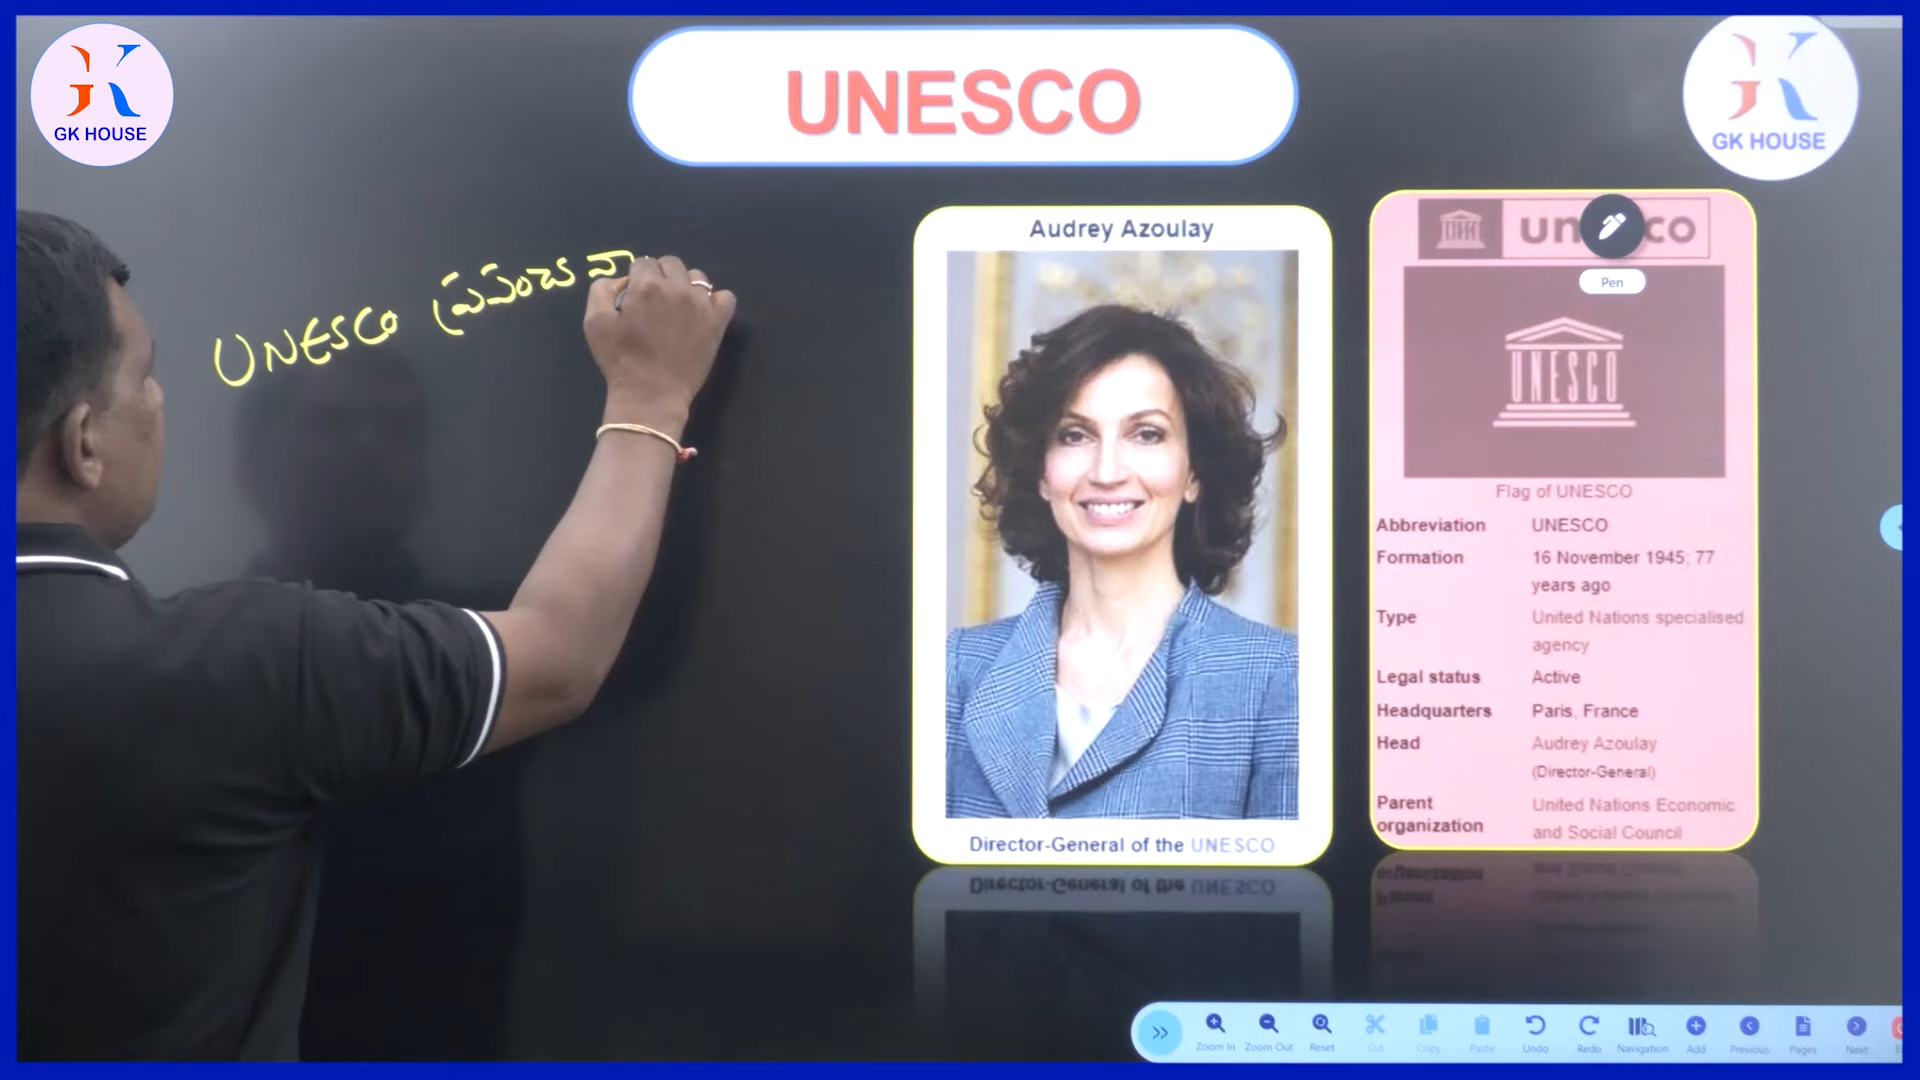 GK HOUSE
UNESCO
GK HOUSE
UNESCO ప్రపంచ వా
Audrey Azoulay
Director-General of the UNESCO
Pen
UNESCO
Flag of UNESCO
Abbreviation UNESCO
Formation 16 November 1945; 77
years ago
Type United Nations specialised
agency
Legal status Active
Headquarters Paris, France
Head Audrey Azoulay
(Director-General)
Parent organization United Nations Economic
and Social Council
Zoom In Zoom Out Reset Cut Copy Paste Undo Redo Navigation Add Previous Pages Next